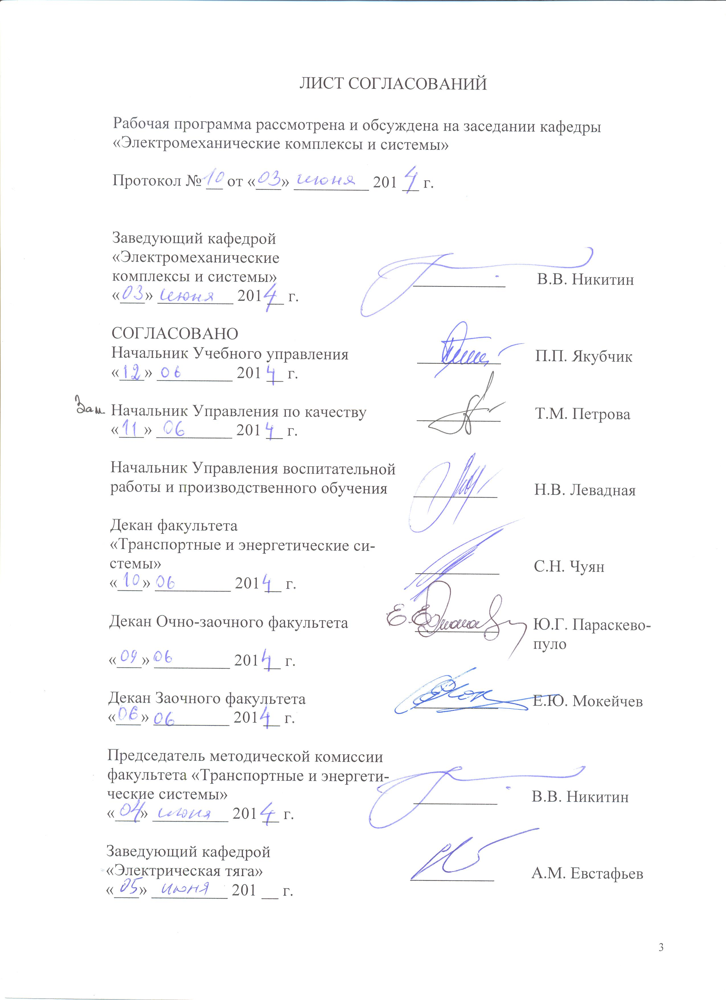 ЛИСТ СОГЛАСОВАНИЙ
Рабочая программа рассмотрена и обсуждена на заседании кафедры
«Электромеханические комплексы и системы»
Протокол № 10 от «03» июня 2014 г.
Заведующий кафедрой
«Электромеханические
комплексы и системы» В.В. Никитин
«03» июня 2014 г.
СОГЛАСОВАНО
Начальник Учебного управления П.П. Якубчик
«12» 06 2014 г.
Зам Начальник Управления по качеству Т.М. Петрова
«11» 06 2014 г.
Начальник Управления воспитательной
работы и производственного обучения Н.В. Левадная
Декан факультета
«Транспортные и энергетические си-
стемы» С.Н. Чуян
«10» 06 2014 г.
Декан Очно-заочного факультета Ю.Г. Параскево-
пуло
«09» 06 2014 г.
Декан Заочного факультета Е.Ю. Мокейчев
«06» 06 2014 г.
Председатель методической комиссии
факультета «Транспортные и энергети-
ческие системы» В.В. Никитин
«04» июня 2014 г.
Заведующий кафедрой
«Электрическая тяга» А.М. Евстафьев
«05» июня 201 __ г.
3